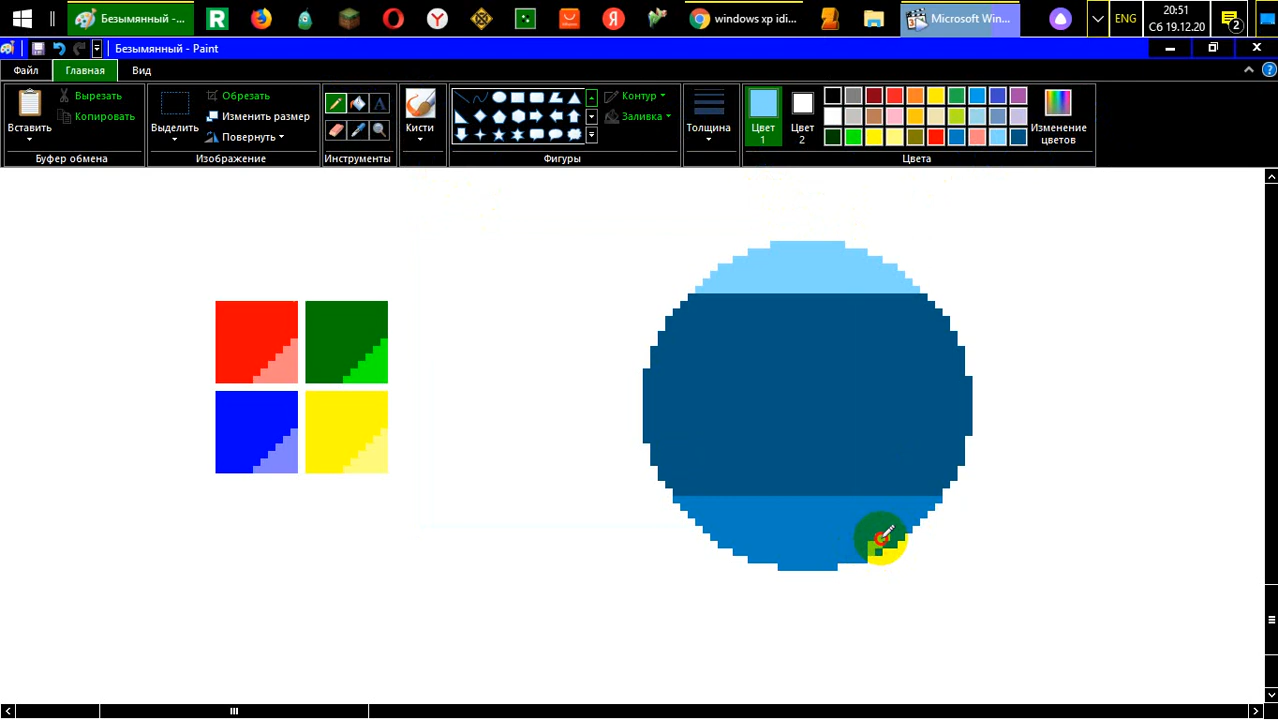 Безымянный -...
windows xp idi...
Microsoft Win...
ENG
20:51
Сб 19.12.20
2
Безымянный - Paint
Файл
Главная
Вид
Вставить
Вырезать
Копировать
Буфер обмена
Выделить
Обрезать
Изменить размер
Повернуть
Изображение
A
Инструменты
Кисти
Контур
Заливка
Фигуры
Толщина
Цвет
1
Цвет
2
Изменение
цветов
Цвета